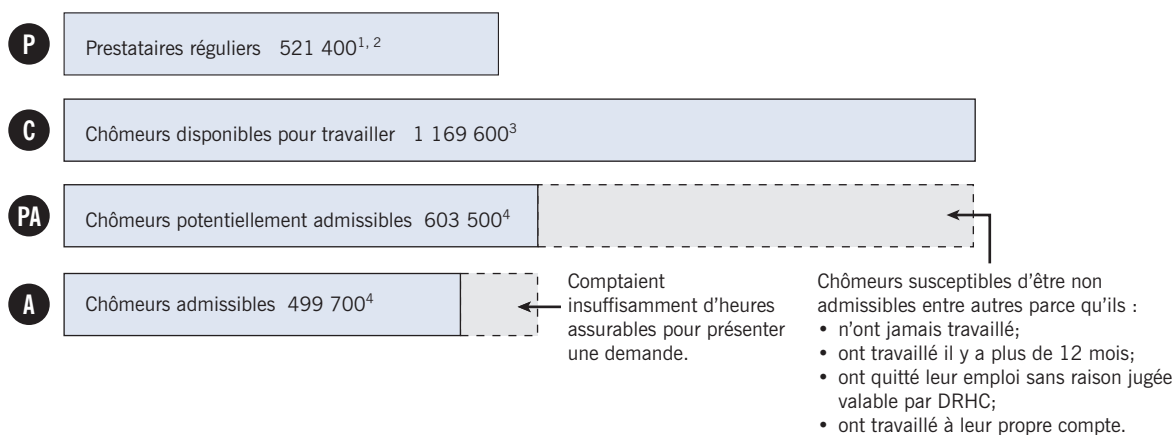 P
Prestataires réguliers 521 400¹, ²
C
Chômeurs disponibles pour travailler 1 169 600³
PA
Chômeurs potentiellement admissibles 603 500⁴
A
Chômeurs admissibles 499 700⁴
Comptaient
insuffisamment d'heures
assurables pour présenter
une demande.
Chômeurs susceptibles d'être non
admissibles entre autres parce qu'ils :
• n'ont jamais travaillé;
• ont travaillé il y a plus de 12 mois;
• ont quitté leur emploi sans raison jugée
valable par DRHC;
• ont travaillé à leur propre compte.